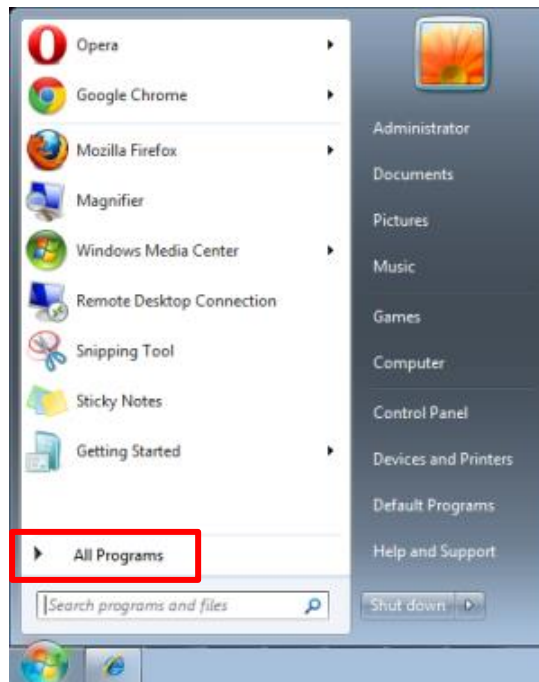 Opera
Google Chrome
Mozilla Firefox
Magnifier
Windows Media Center
Remote Desktop Connection
Snipping Tool
Sticky Notes
Getting Started
All Programs
Search programs and files
Administrator
Documents
Pictures
Music
Games
Computer
Control Panel
Devices and Printers
Default Programs
Help and Support
Shut down